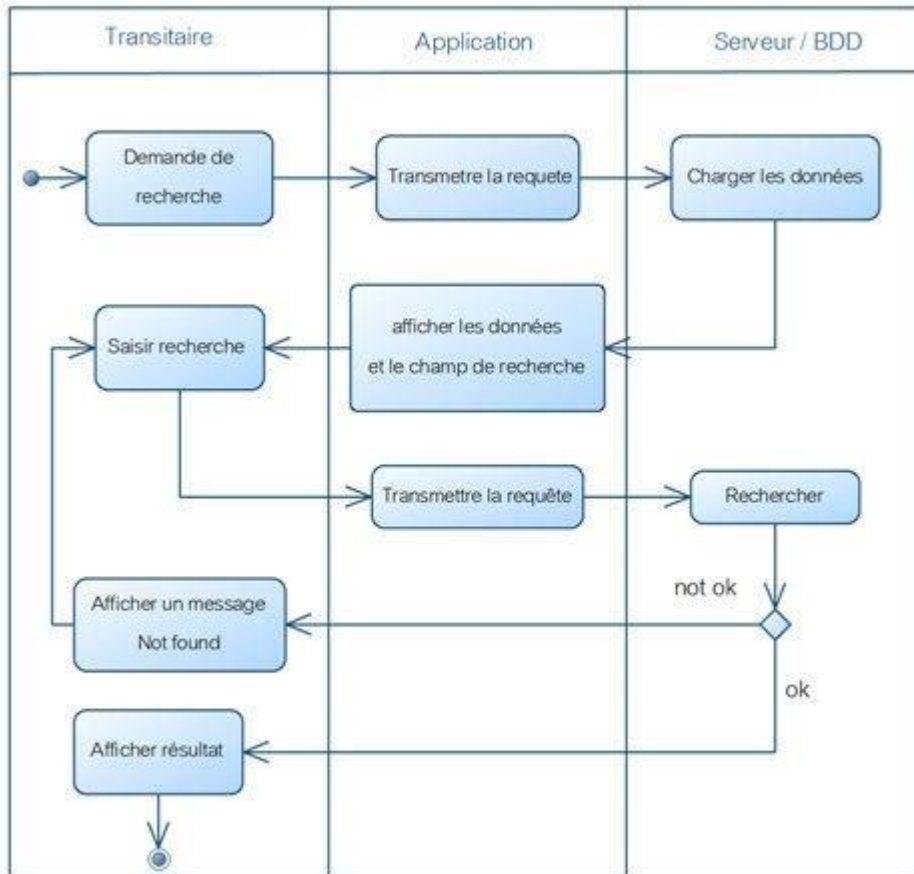 Transitaire
Application
Serveur / BDD
Demande de
recherche
Transmetre la requete
Charger les données
Saisir recherche
afficher les données
et le champ de recherche
Transmettre la requête
Rechercher
not ok
Afficher un message
Not found
ok
Afficher résultat